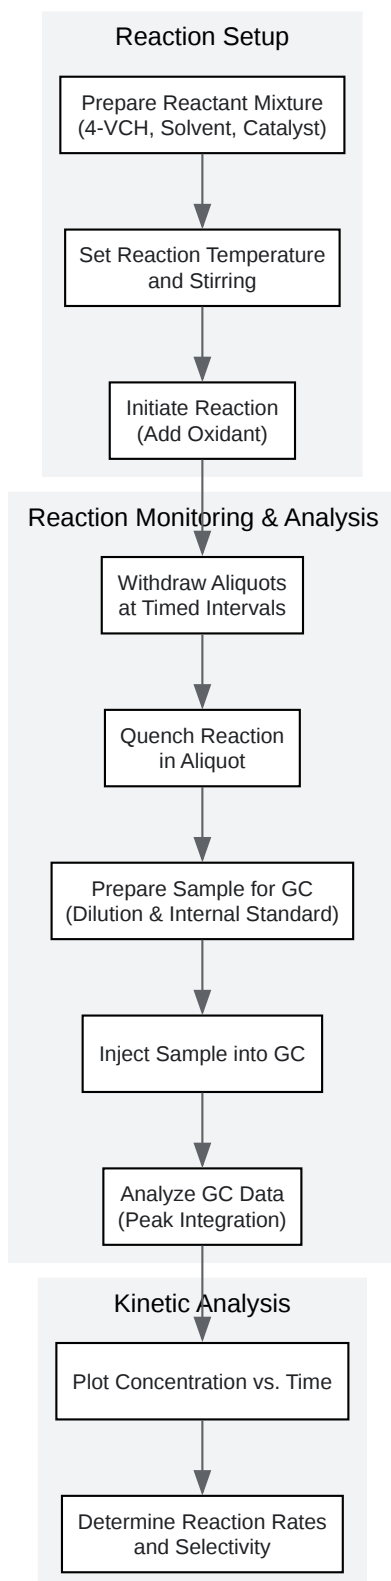 Reaction Setup
Prepare Reactant Mixture
(4-VCH, Solvent, Catalyst)
Set Reaction Temperature
and Stirring
Initiate Reaction
(Add Oxidant)
Reaction Monitoring & Analysis
Withdraw Aliquots
at Timed Intervals
Quench Reaction
in Aliquot
Prepare Sample for GC
(Dilution & Internal Standard)
Inject Sample into GC
Analyze GC Data
(Peak Integration)
Kinetic Analysis
Plot Concentration vs. Time
Determine Reaction Rates
and Selectivity